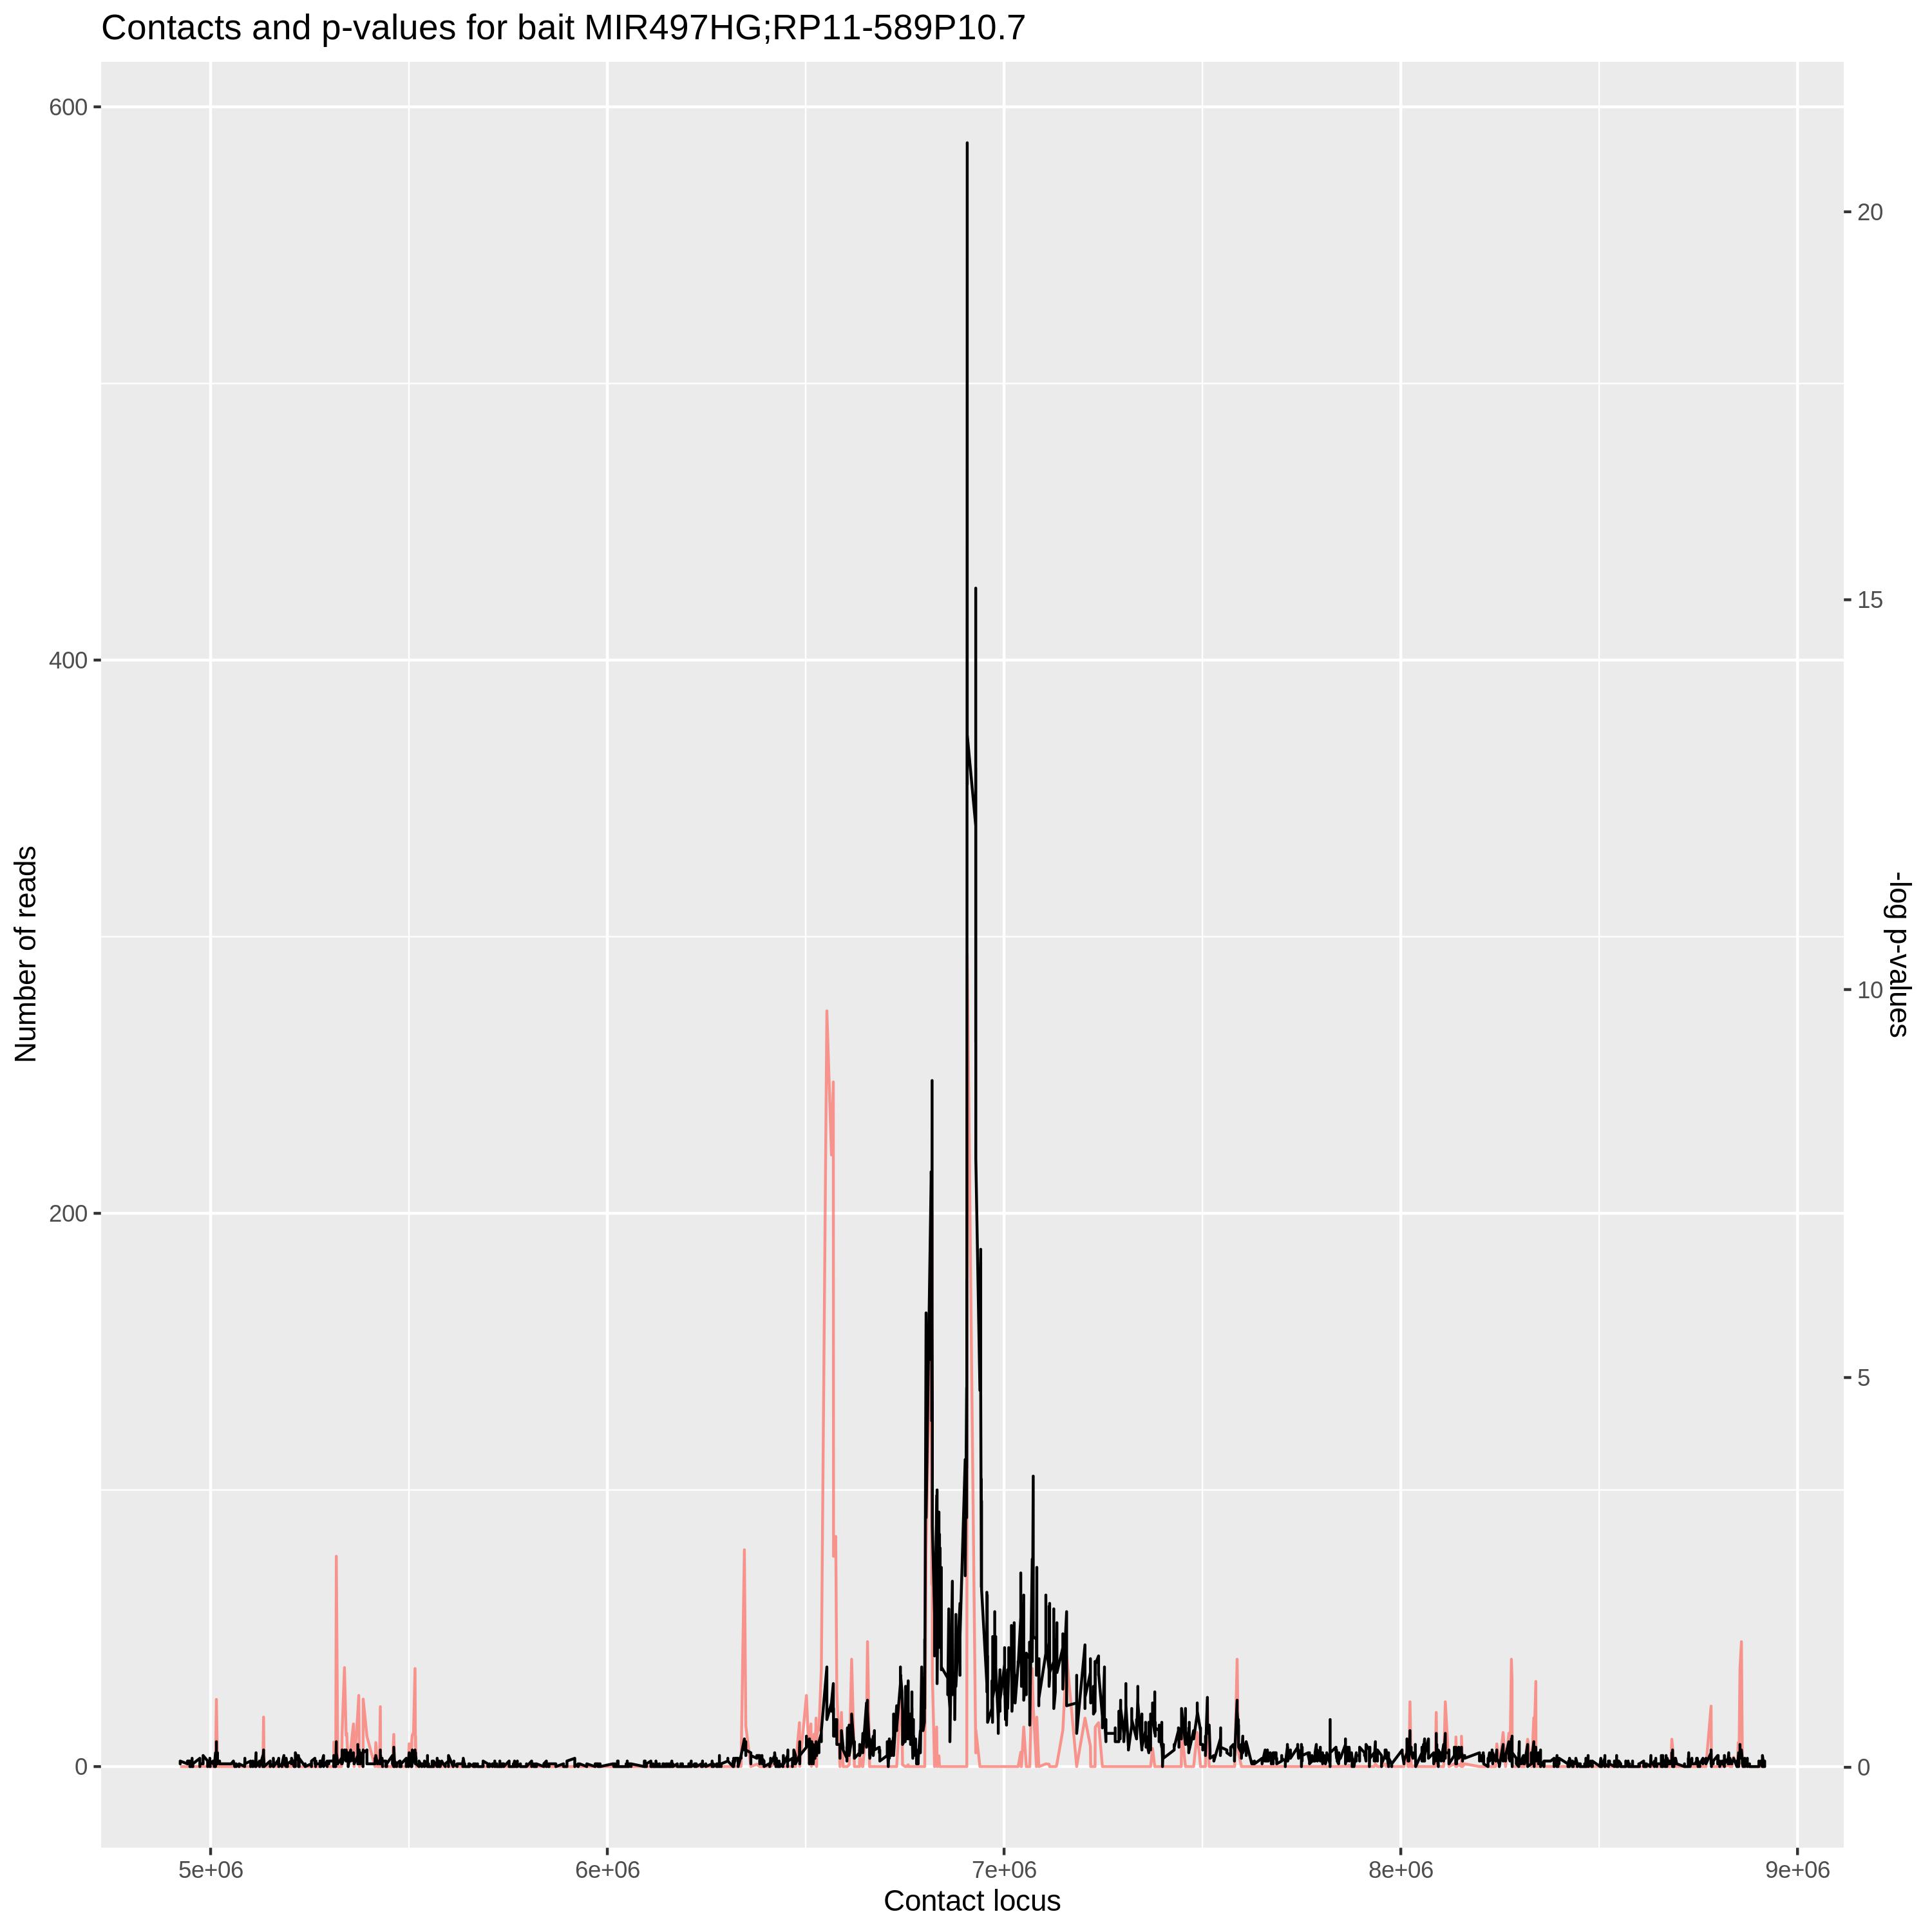 Contacts and p-values for bait MIR497HG;RP11-589P10.7
600
400
200
0
Number of reads
20
15
10
5
0
-log p-values
5e+06
6e+06
7e+06
8e+06
9e+06
Contact locus